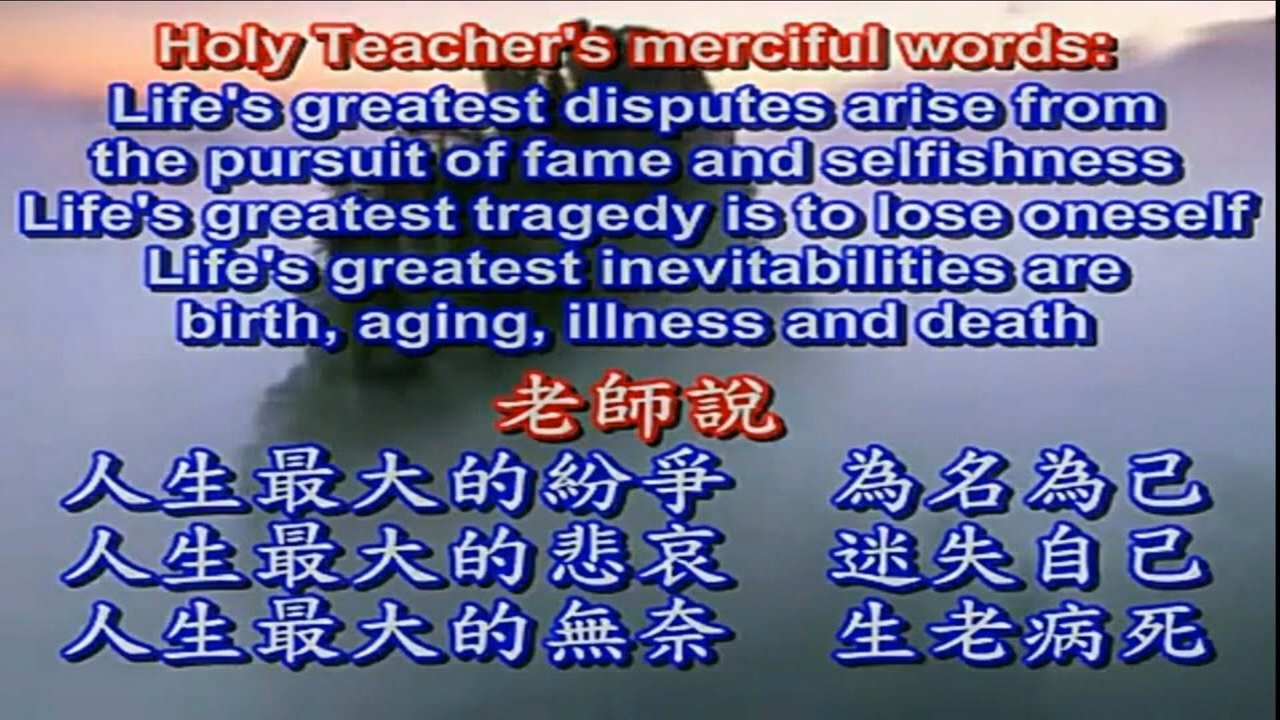 Holy Teacher's merciful words:
Life's greatest disputes arise from
the pursuit of fame and selfishness
Life's greatest tragedy is to lose oneself
Life's greatest inevitabilities are
birth, aging, illness and death
老師說
人生最大的紛爭 為名為己
人生最大的悲哀 迷失自己
人生最大的無奈 生老病死